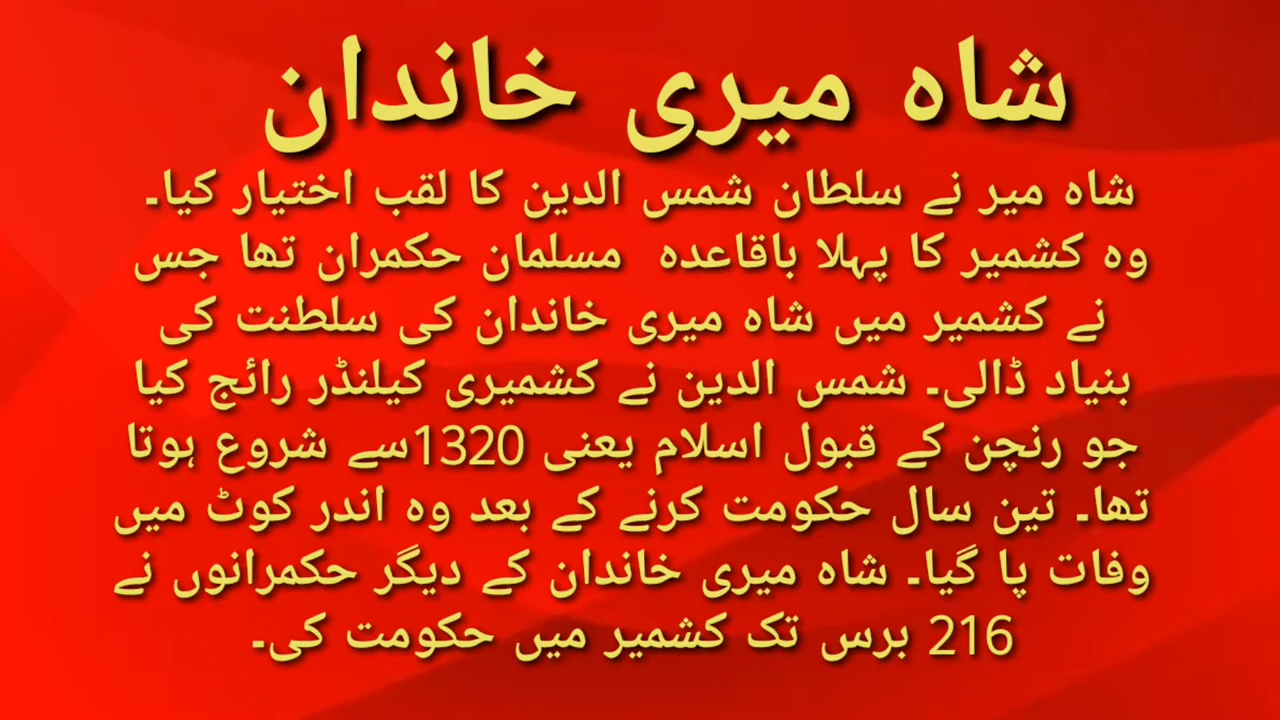 شاہ میری خاندان
شاہ میر نے سلطان شمس الدین کا لقب اختیار کیا۔
وہ کشمیر کا پہلا باقاعدہ مسلمان حکمران تھا جس
نے کشمیر میں شاہ میری خاندان کی سلطنت کی
بنیاد ڈالی۔ شمس الدین نے کشمیری کیلنڈر رائج کیا
جو رنچن کے قبول اسلام یعنی 1320سے شروع ہوتا
تھا۔ تین سال حکومت کرنے کے بعد وہ اندر کوٹ میں
وفات پا گیا۔ شاہ میری خاندان کے دیگر حکمرانوں نے
216 برس تک کشمیر میں حکومت کی۔